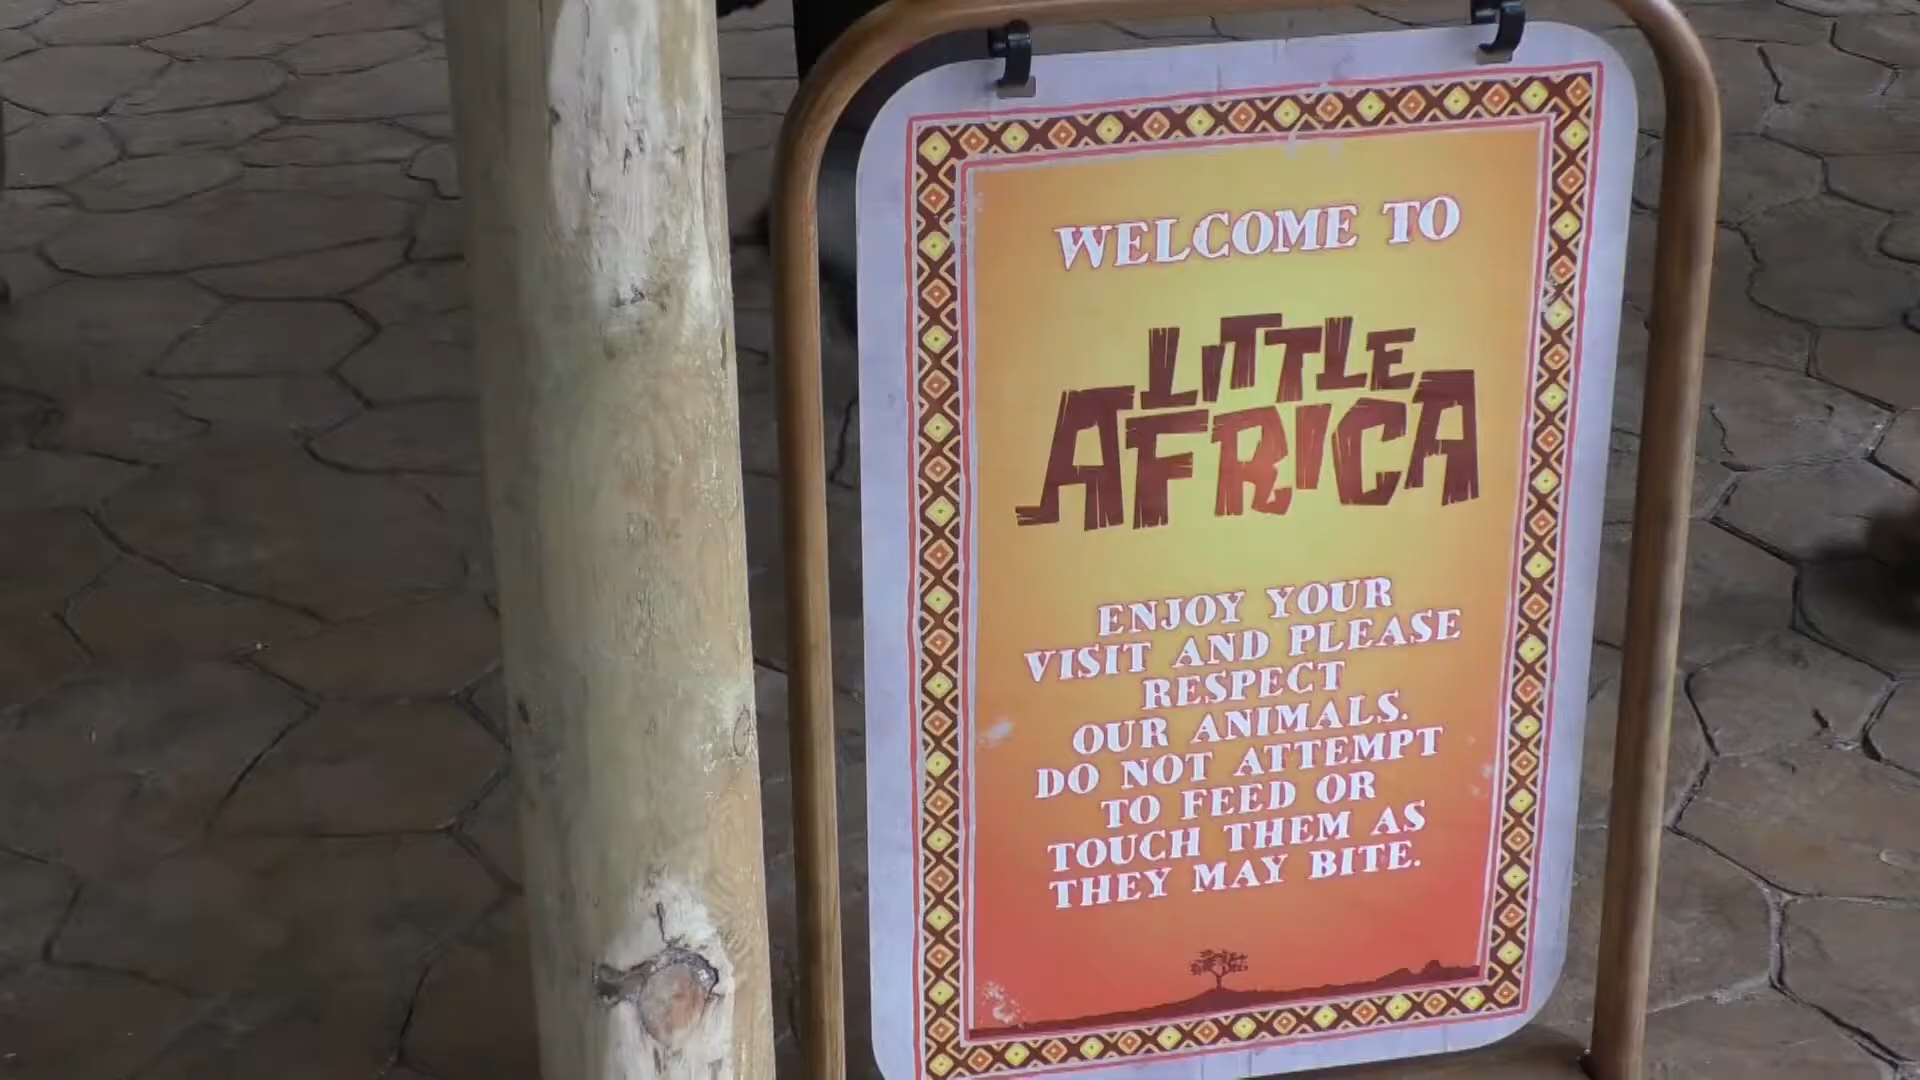 WELCOME TO
LITTLE
AFRICA
ENJOY YOUR
VISIT AND PLEASE
RESPECT
OUR ANIMALS.
DO NOT ATTEMPT
TO FEED OR
TOUCH THEM AS
THEY MAY BITE.